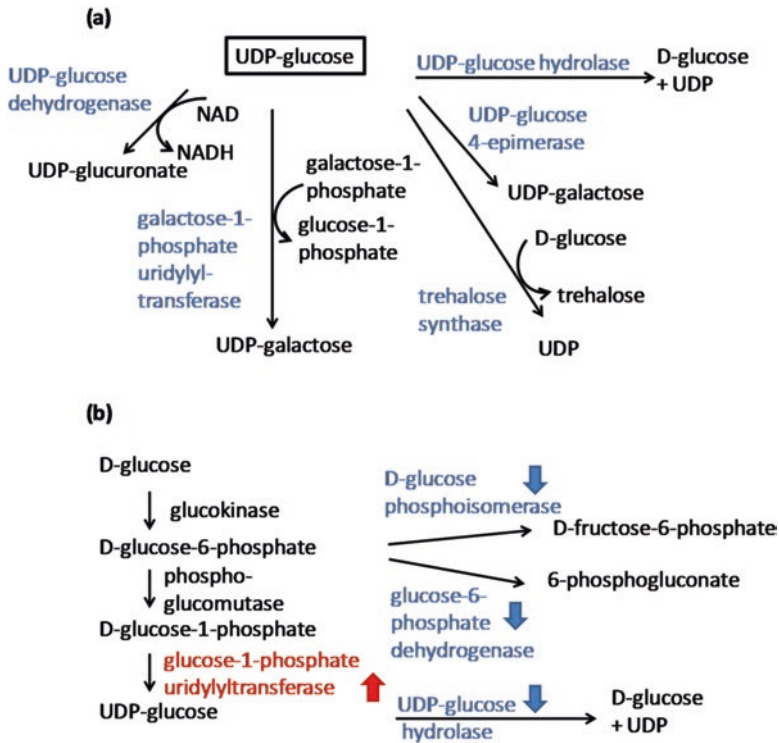 (a)
UDP-glucose
UDP-glucose
dehydrogenase
NAD
NADH
UDP-glucuronate
galactose-1-
phosphate
uridylyl-
transferase
galactose-1-
phosphate
glucose-1-
phosphate
UDP-galactose
UDP-glucose hydrolase
D-glucose
+ UDP
UDP-glucose
4-epimerase
UDP-galactose
D-glucose
trehalose
trehalose
synthase
UDP
(b)
D-glucose
glucokinase
D-glucose-6-phosphate
phospho-
glucomutase
D-glucose-1-phosphate
glucose-1-phosphate
uridylyltransferase
UDP-glucose
D-glucose
phosphoisomerase
D-fructose-6-phosphate
6-phosphogluconate
glucose-6-
phosphate
dehydrogenase
UDP-glucose
hydrolase
D-glucose
+ UDP